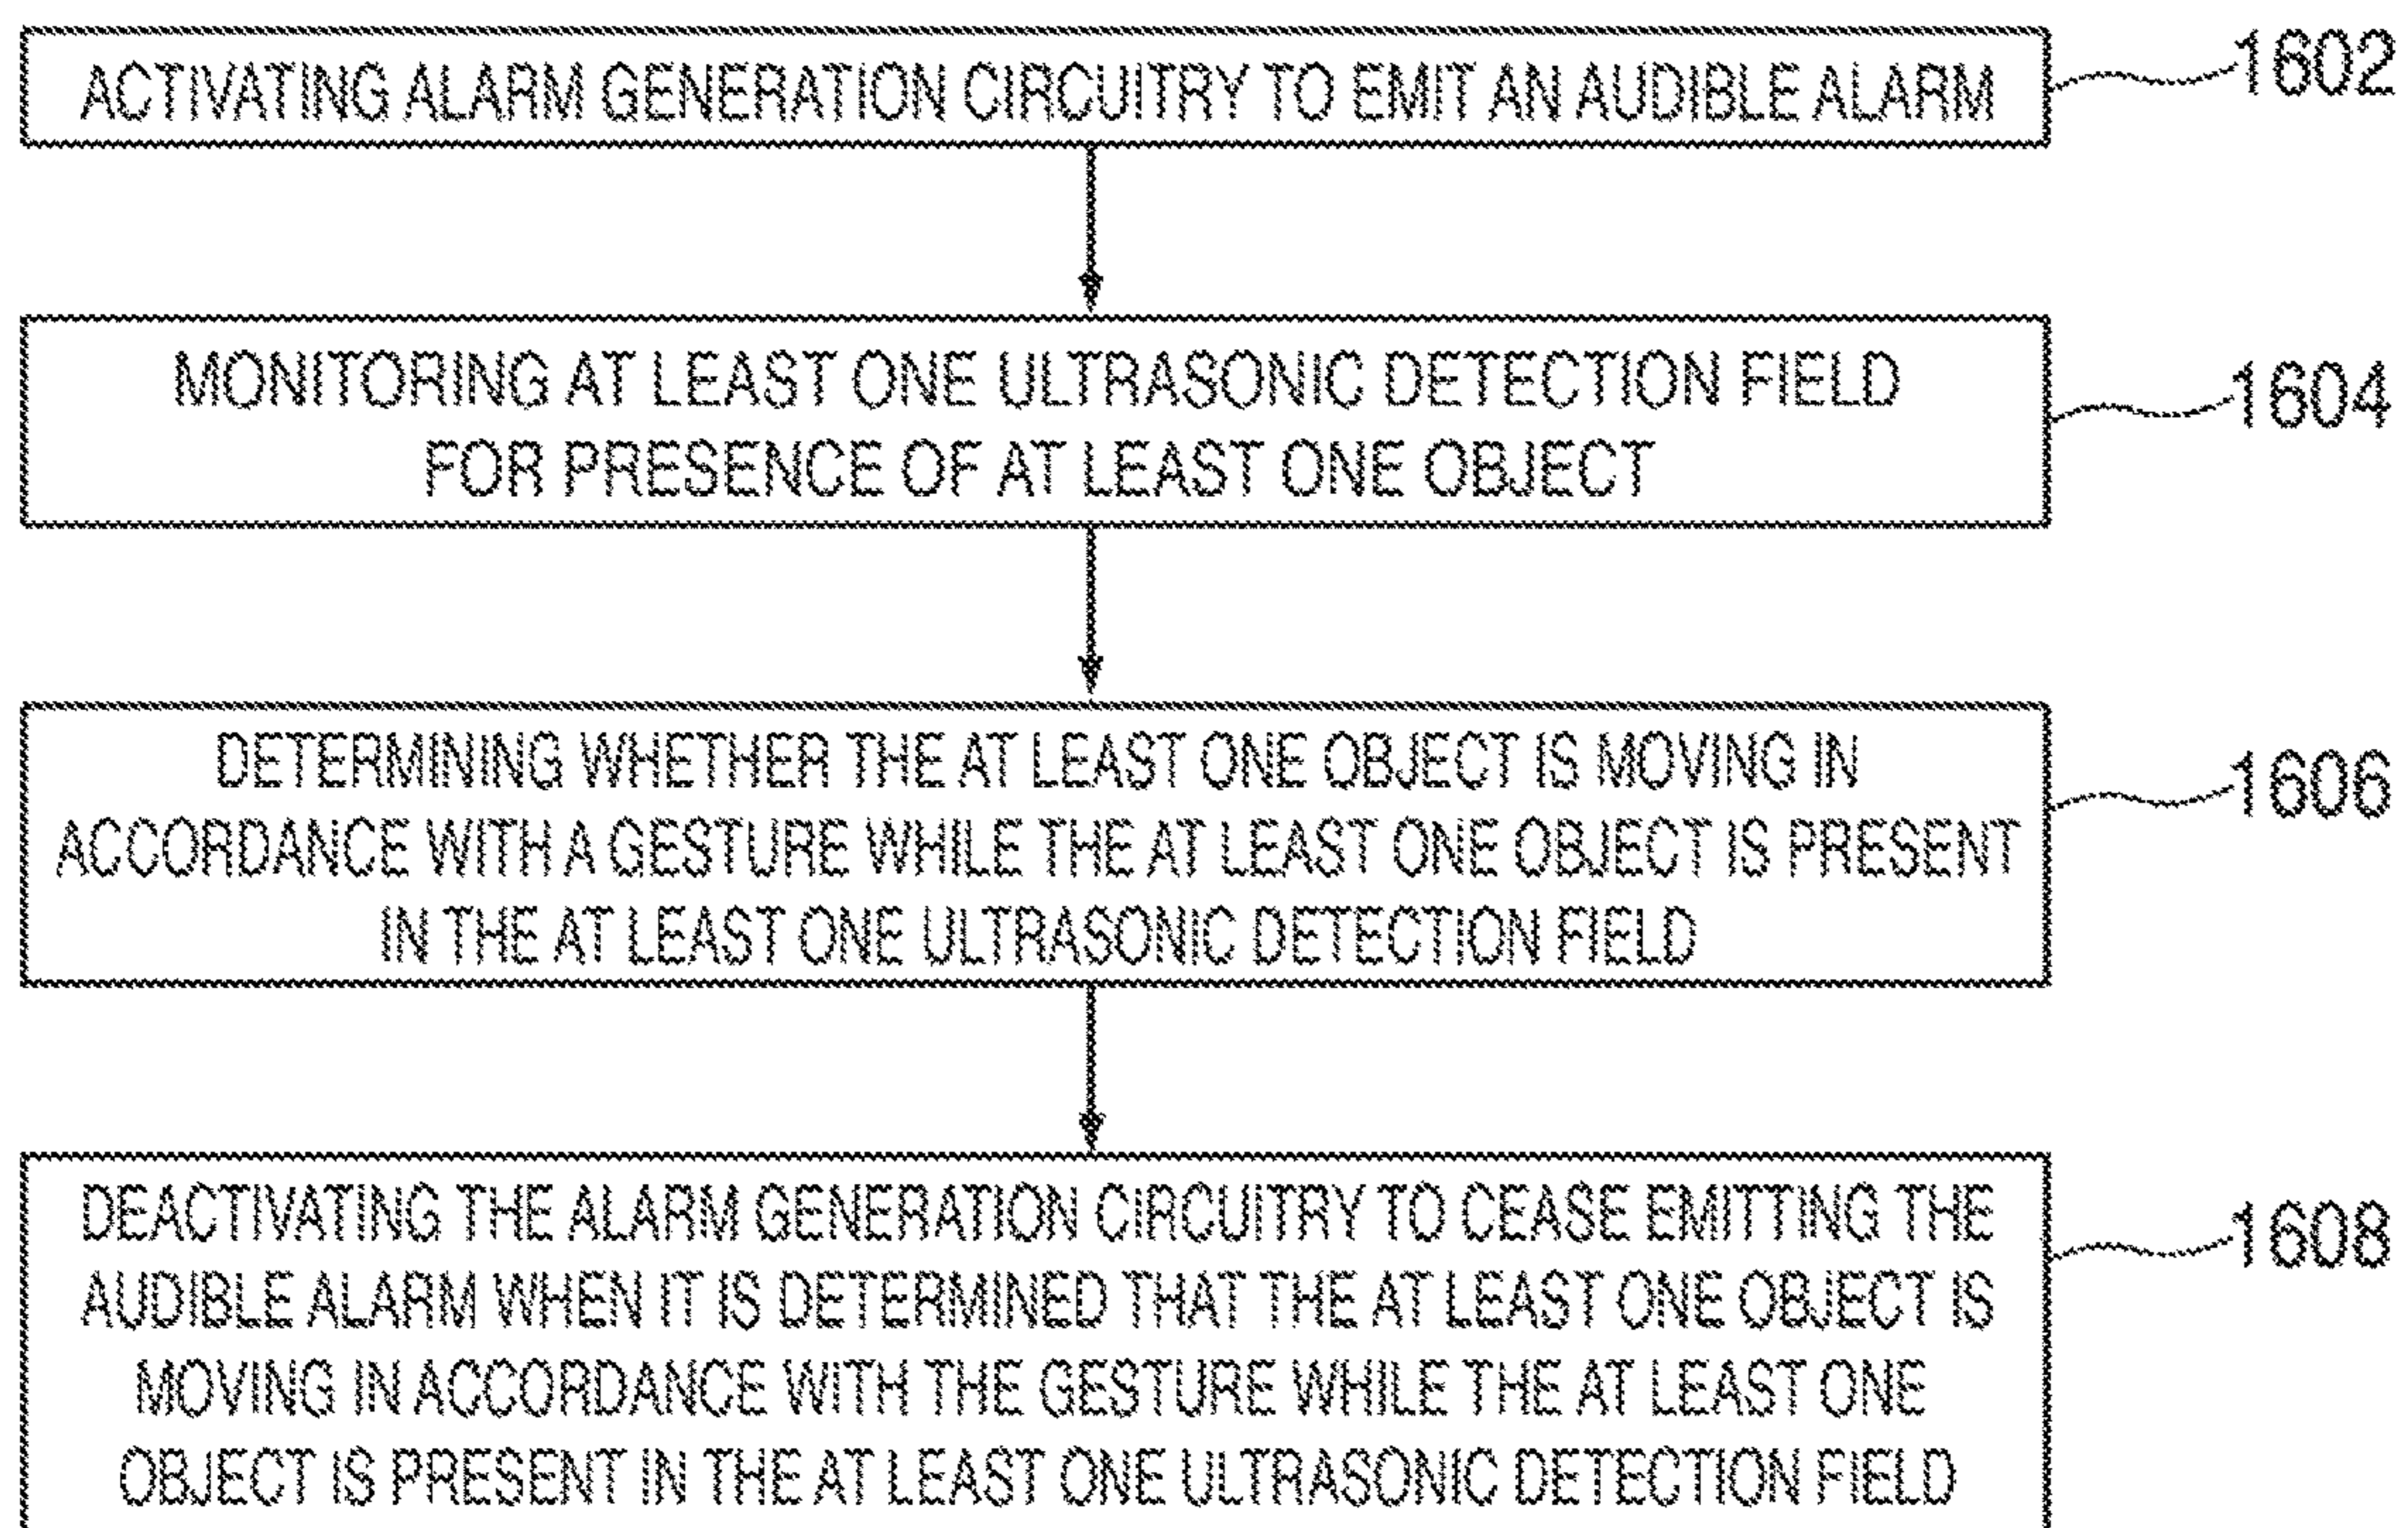 ACTIVATING ALARM GENERATION CIRCUITRY TO EMIT AN AUDIBLE ALARM
1602
MONITORING AT LEAST ONE ULTRASONIC DETECTION FIELD
FOR PRESENCE OF AT LEAST ONE OBJECT
1604
DETERMINING WHETHER THE AT LEAST ONE OBJECT IS MOVING IN
ACCORDANCE WITH A GESTURE WHILE THE AT LEAST ONE OBJECT IS PRESENT
IN THE AT LEAST ONE ULTRASONIC DETECTION FIELD
1606
DEACTIVATING THE ALARM GENERATION CIRCUITRY TO CEASE EMITTING THE
AUDIBLE ALARM WHEN IT IS DETERMINED THAT THE AT LEAST ONE OBJECT IS
MOVING IN ACCORDANCE WITH THE GESTURE WHILE THE AT LEAST ONE
OBJECT IS PRESENT IN THE AT LEAST ONE ULTRASONIC DETECTION FIELD
1608